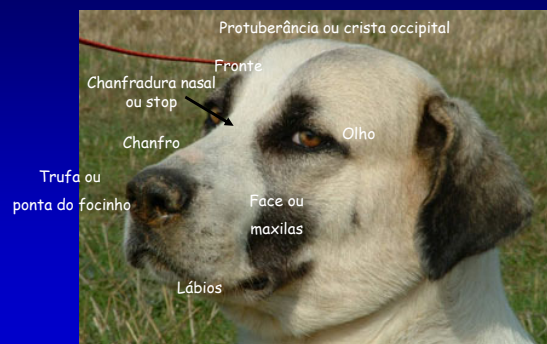 Protuberância ou crista occipital
Fronte
Chanfradura nasal
ou stop
Chanfro
Olho
Trufa ou
ponta do focinho
Face ou
maxilas
Lábios